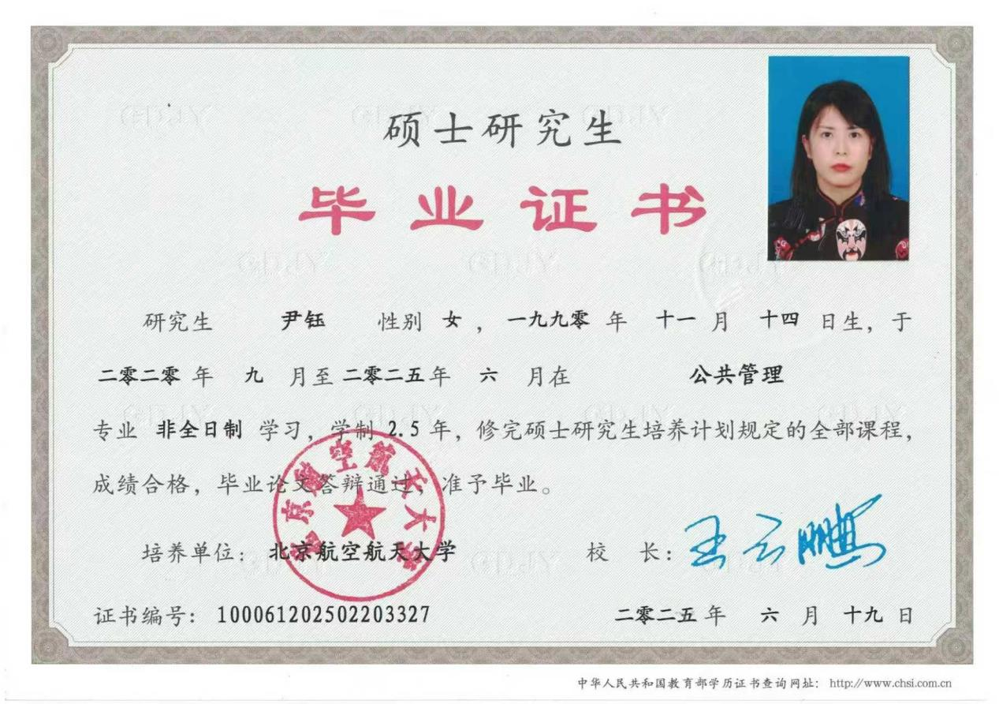 硕士研究生
毕业证书
研究生 尹钰 性别 女，一九九零 年 十一 月 十四 日生，于
二零二零 年 九 月至 二零二五 年 六 月在 公共管理
专业 非全日制 学习，学制 2.5 年，修完硕士研究生培养计划规定的全部课程，
成绩合格，毕业论文答辩通过，准予毕业。
培养单位：北京航空航天大学 校 长：王云鹏
证书编号：100061202502203327 二零二五 年 六 月 十九 日
中华人民共和国教育部学历证书查询网址：http://www.chsi.com.cn